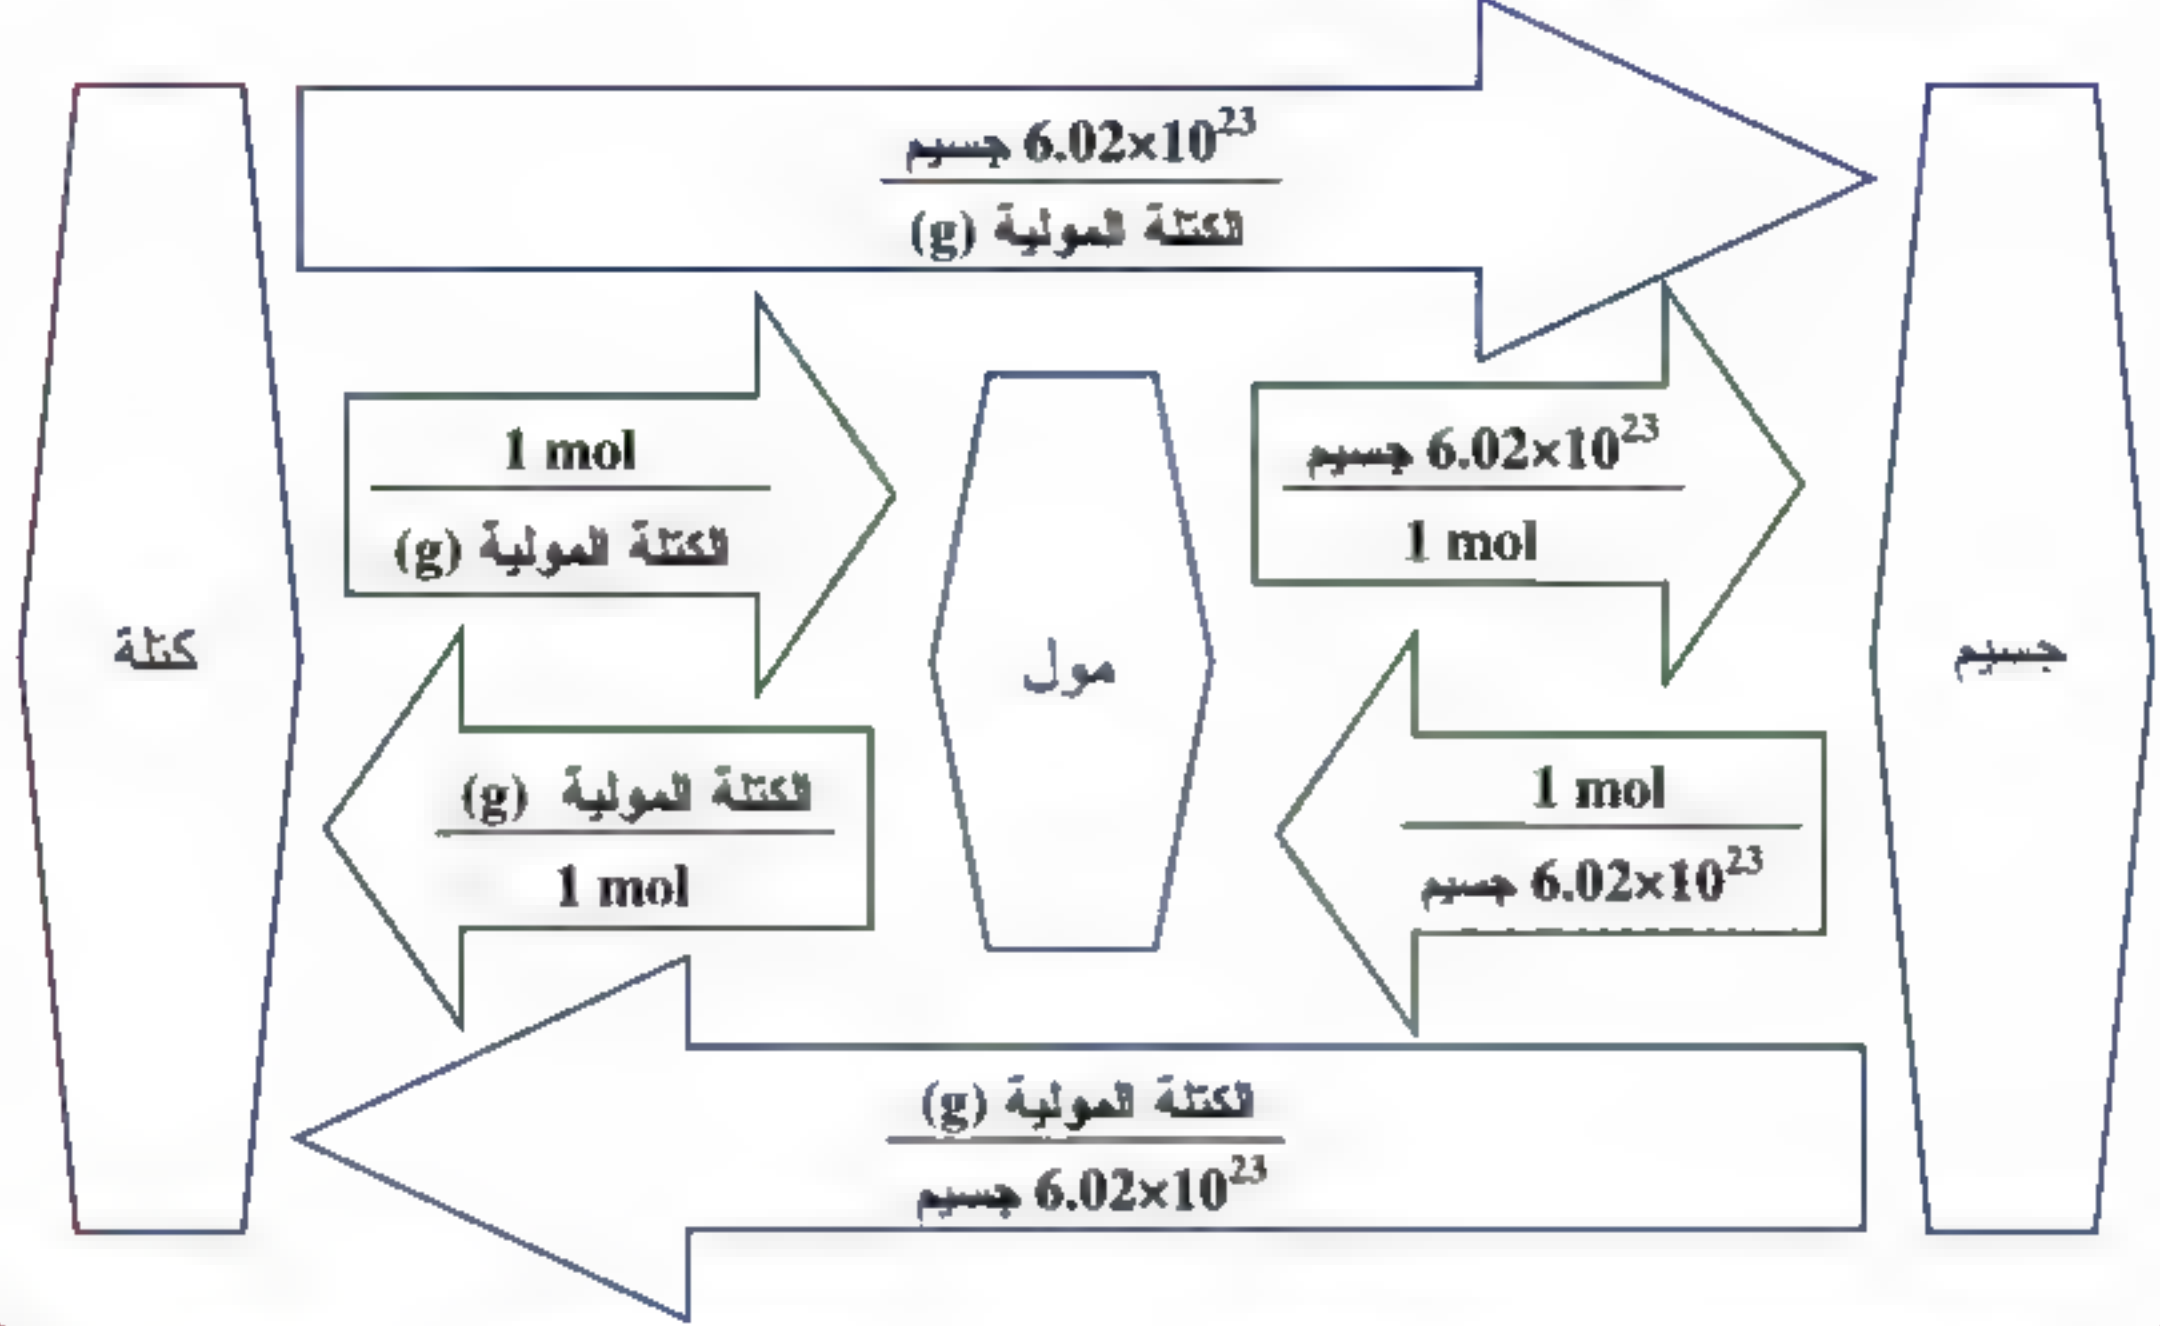 6.02×10²³ جسيم
الكتلة المولية (g)
1 mol
الكتلة المولية (g)
6.02×10²³ جسيم
1 mol
كتلة
مول
جسيم
الكتلة المولية (g)
1 mol
1 mol
6.02×10²³ جسيم
الكتلة المولية (g)
6.02×10²³ جسيم